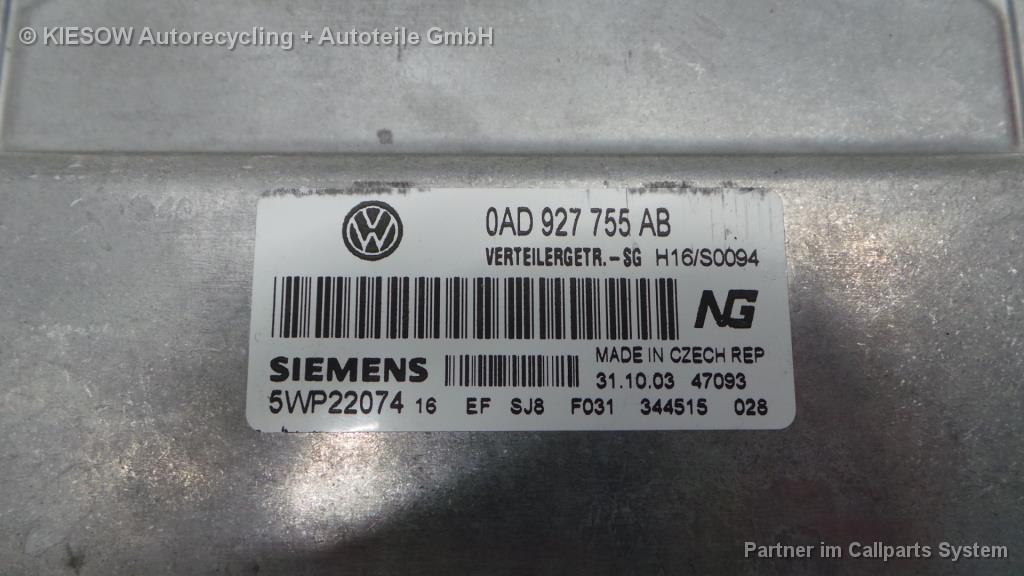 © KIESOW Autorecycling + Autoteile GmbH
VW
0AD 927 755 AB
VERTEILERGETR.-SG H16/S0094
NG
SIEMENS
MADE IN CZECH REP
31.10.03 47093
5WP22074 16 EF SJ8 F031 344515 028
Partner im Callparts System